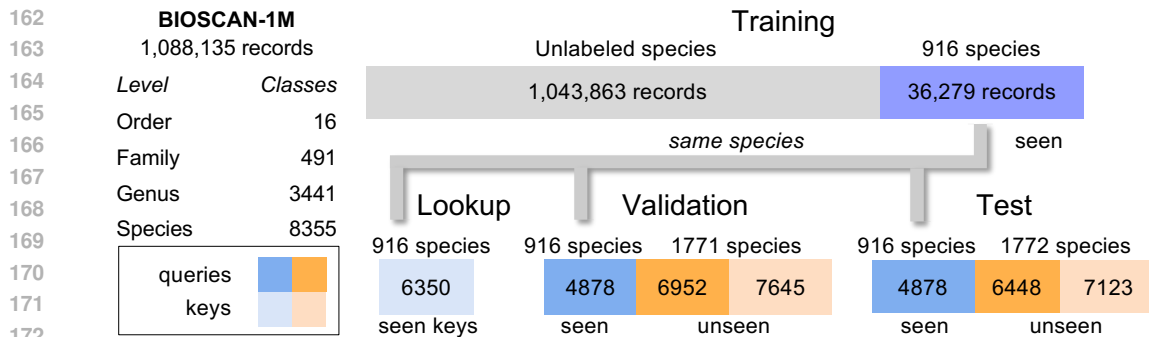 162
163
164
165
166
167
168
169
170
171
172
BIOSCAN-1M
1,088,135 records
Level Classes
Order 16
Family 491
Genus 3441
Species 8355
queries
keys
Training
Unlabeled species 916 species
1,043,863 records 36,279 records
same species seen
Lookup Validation Test
916 species 916 species 1771 species 916 species 1772 species
6350 4878 6952 7645 4878 6448 7123
seen keys seen unseen seen unseen